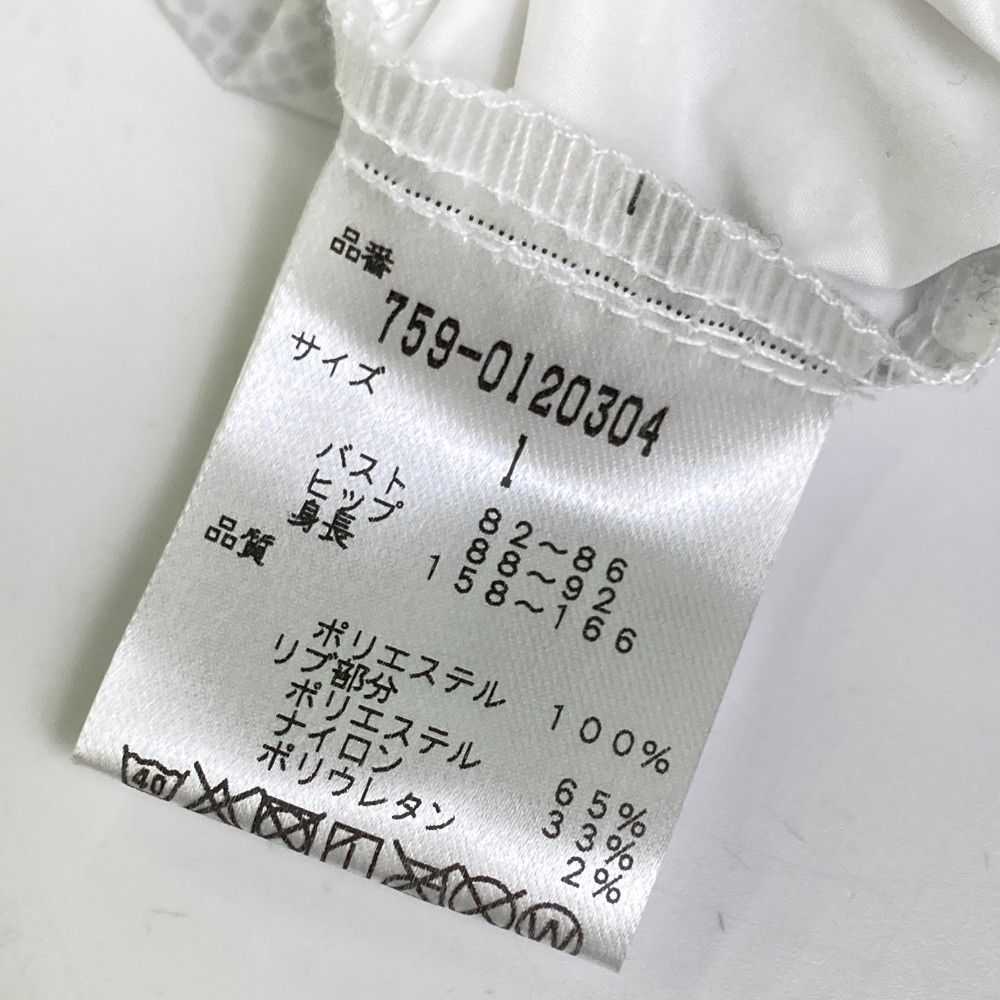 品番
759-0120304
サイズ
1
バスト 82～86
ヒップ 88～92
身長 158～166
品質
ポリエステル 100%
リブ部分
ポリエステル 65%
ナイロン 33%
ポリウレタン 2%
40
W